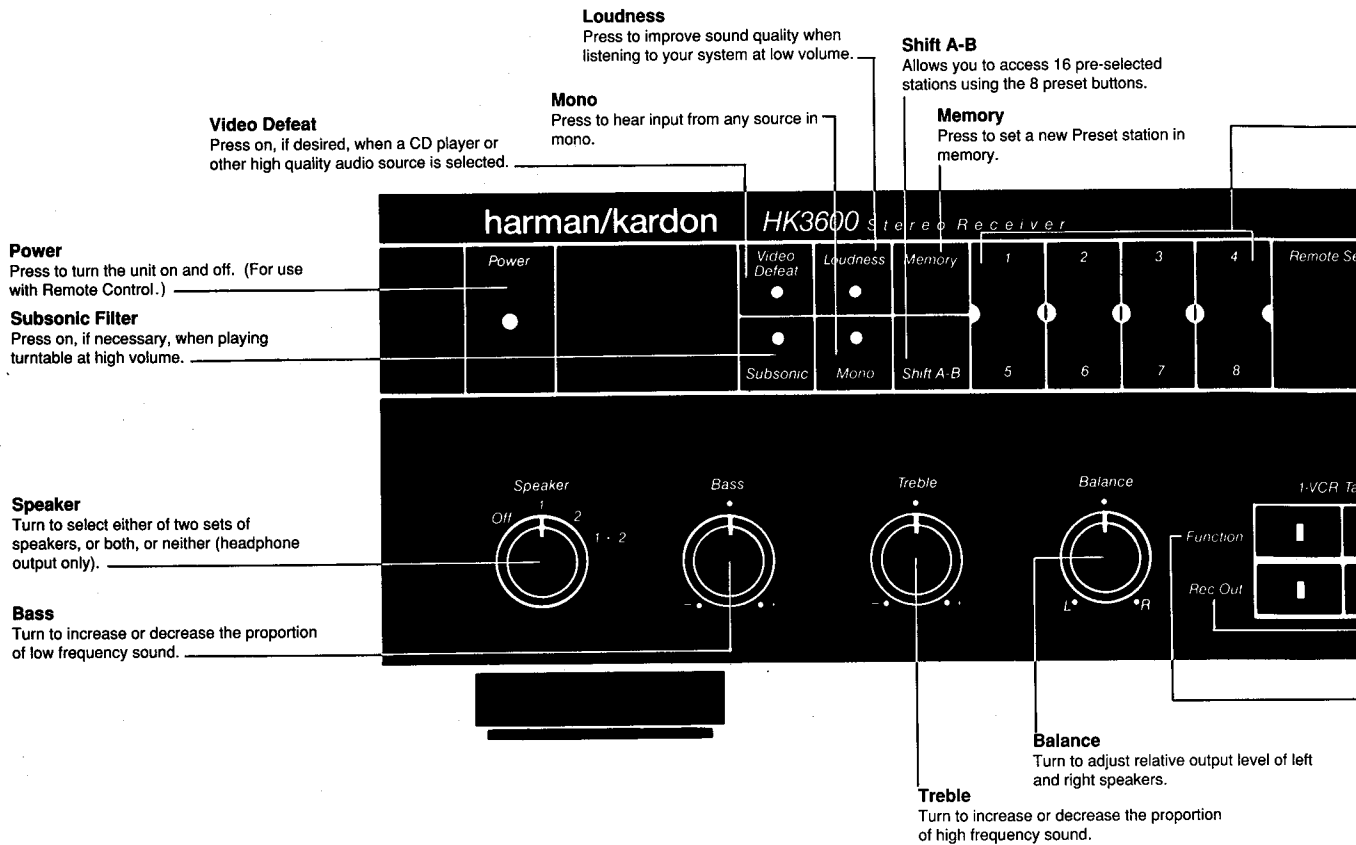 Loudness
Press to improve sound quality when
listening to your system at low volume.
Shift A-B
Allows you to access 16 pre-selected
stations using the 8 preset buttons.
Mono
Press to hear input from any source in
mono.
Memory
Press to set a new Preset station in
memory.
Video Defeat
Press on, if desired, when a CD player or
other high quality audio source is selected.
harman/kardon HK3600 Stereo Receiver
Power
Press to turn the unit on and off. (For use
with Remote Control.)
Subsonic Filter
Press on, if necessary, when playing
turntable at high volume.
Power
Video
Defeat
Loudness
Memory
1 2 3 4
Remote Se
Subsonic
Mono
Shift A-B
5 6 7 8
Speaker
Turn to select either of two sets of
speakers, or both, or neither (headphone
output only).
Bass
Turn to increase or decrease the proportion
of low frequency sound.
Speaker
Off 1 2 1 · 2
Bass
- +
Treble
- +
Balance
L R
1-VCR Ta
Function
Rec Out
Balance
Turn to adjust relative output level of left
and right speakers.
Treble
Turn to increase or decrease the proportion
of high frequency sound.